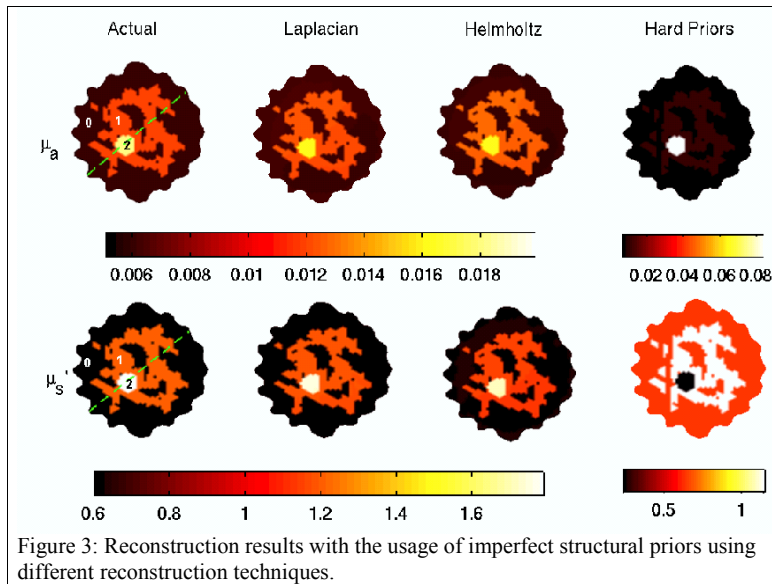 Actual Laplacian Helmholtz Hard Priors
0 1 2
μa
0.006 0.008 0.01 0.012 0.014 0.016 0.018
0.02 0.04 0.06 0.08
0 1 2
μs'
0.6 0.8 1 1.2 1.4 1.6
0.5 1
Figure 3: Reconstruction results with the usage of imperfect structural priors using
different reconstruction techniques.